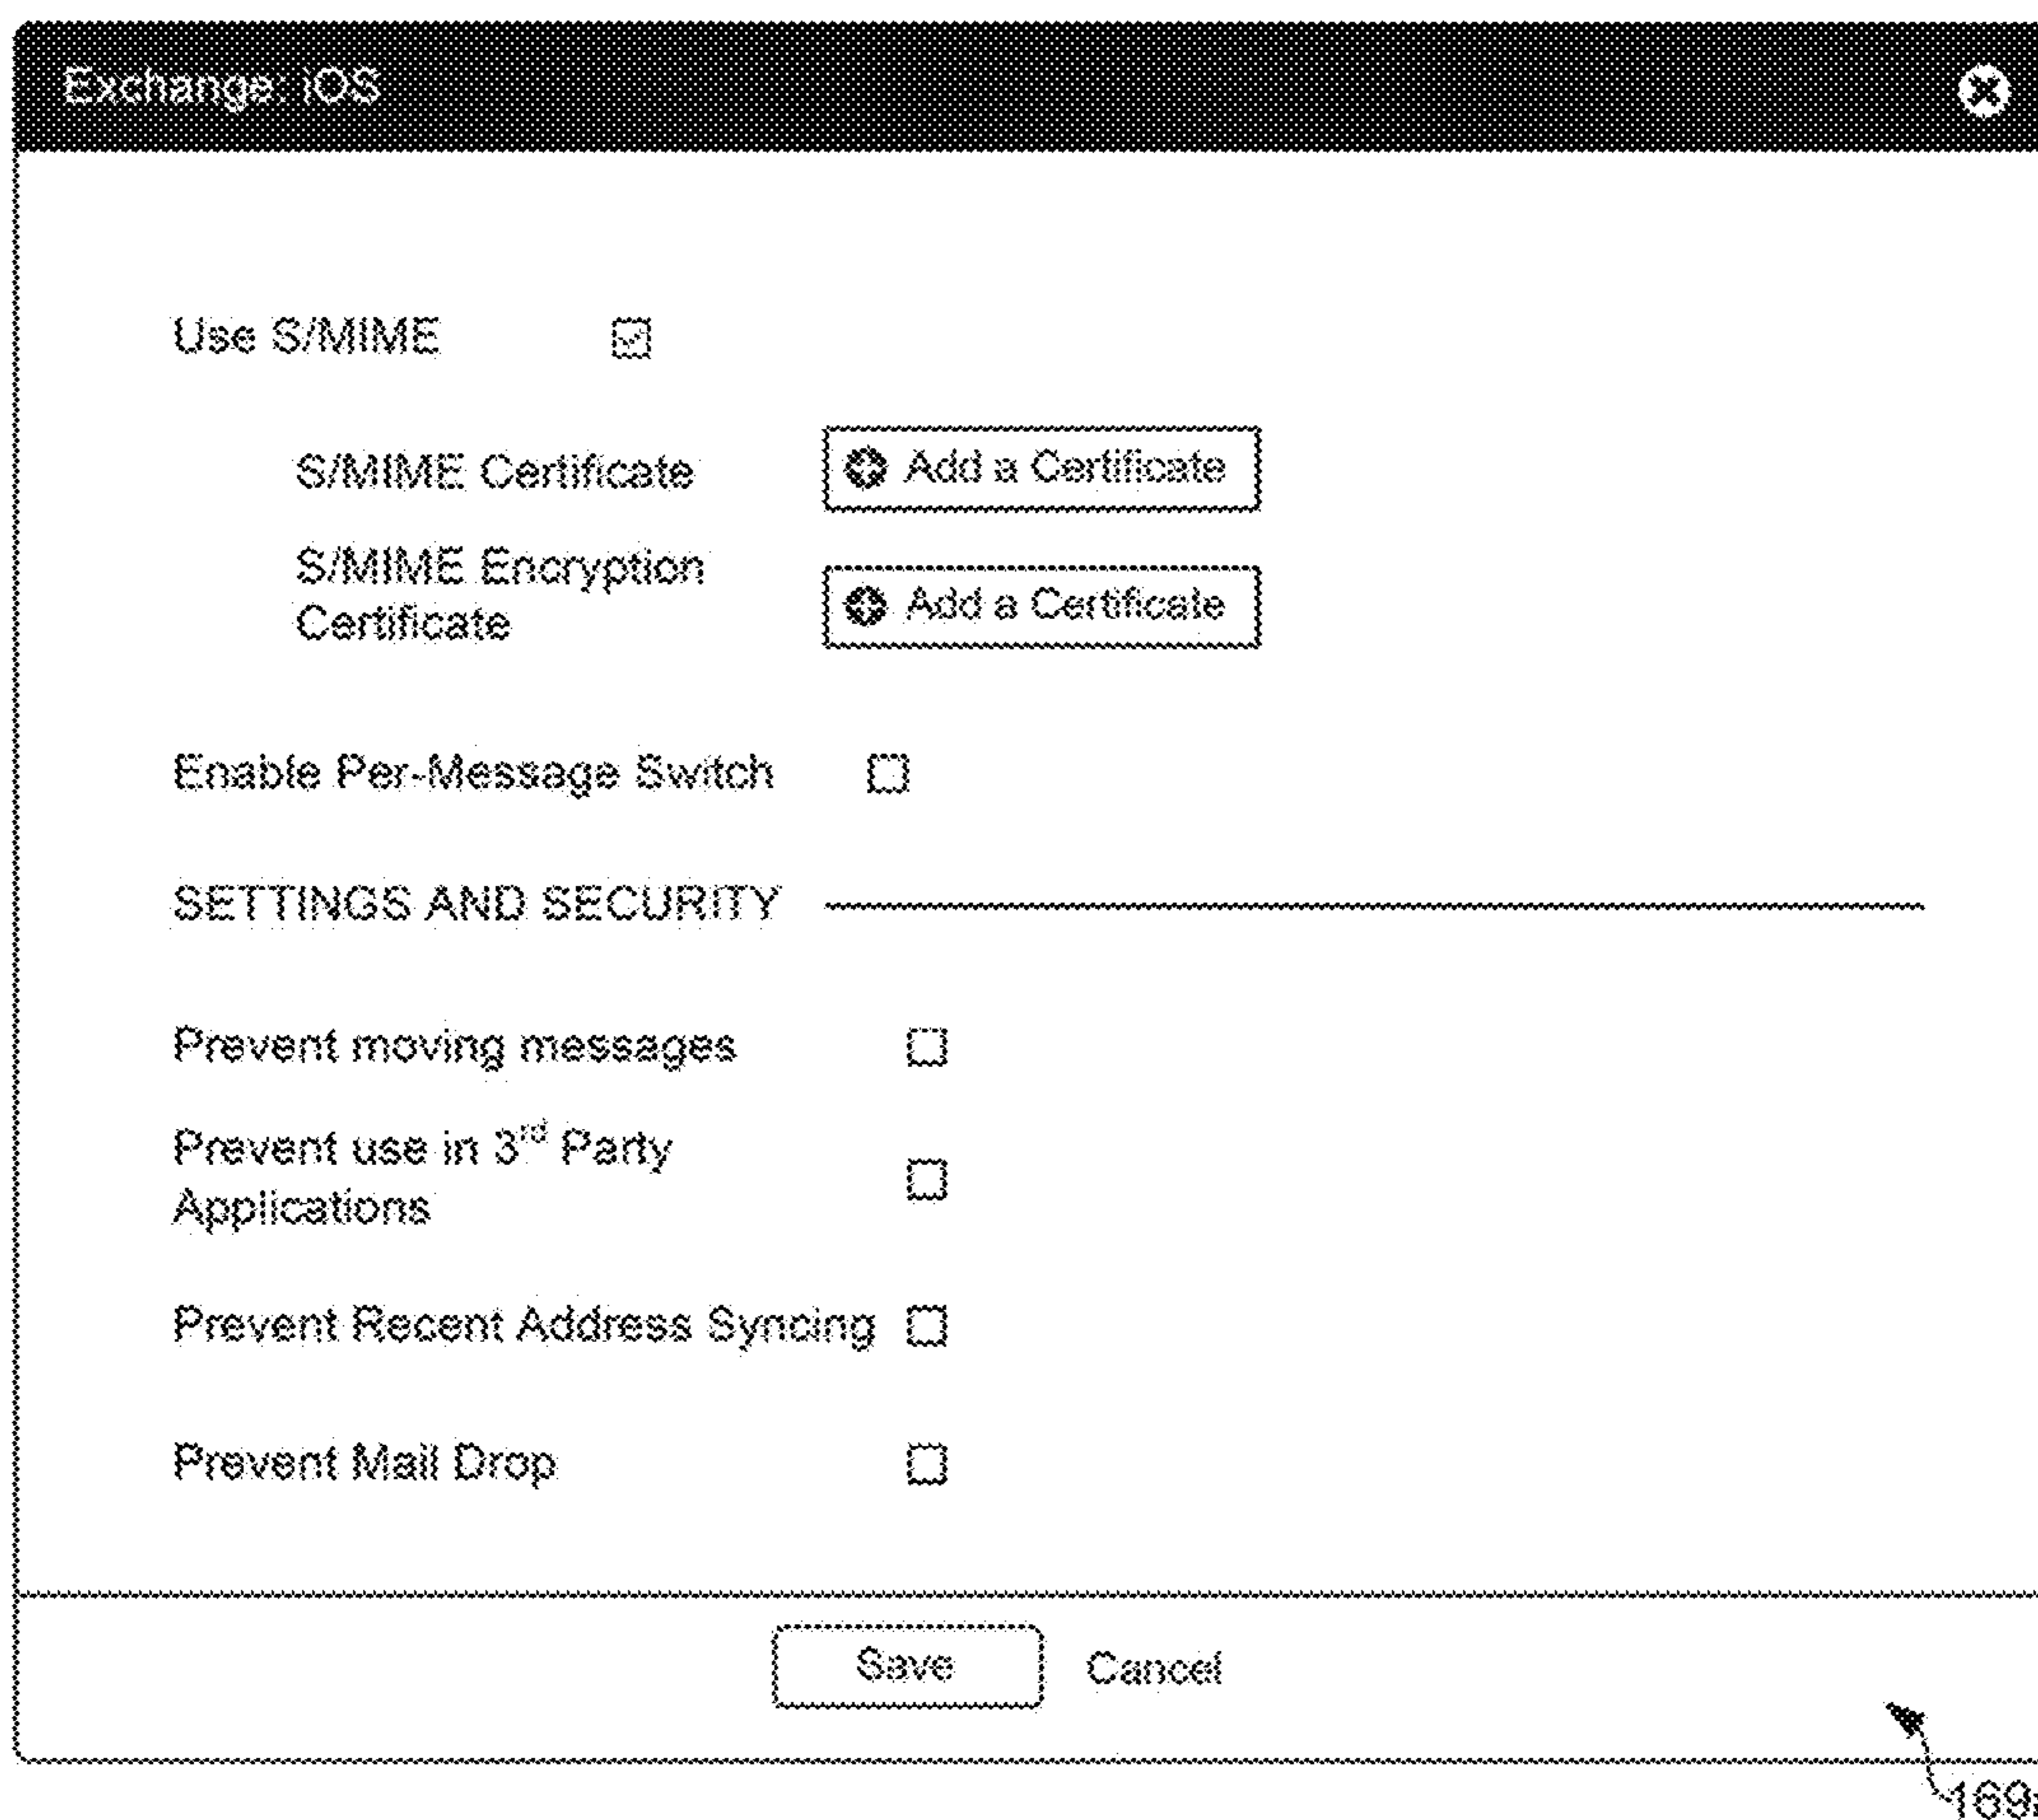 Exchange: iOS
Use S/MIME
S/MIME Certificate
Add a Certificate
S/MIME Encryption
Certificate
Add a Certificate
Enable Per-Message Switch
SETTINGS AND SECURITY
Prevent moving messages
Prevent use in 3rd Party
Applications
Prevent Recent Address Syncing
Prevent Mail Drop
Save Cancel